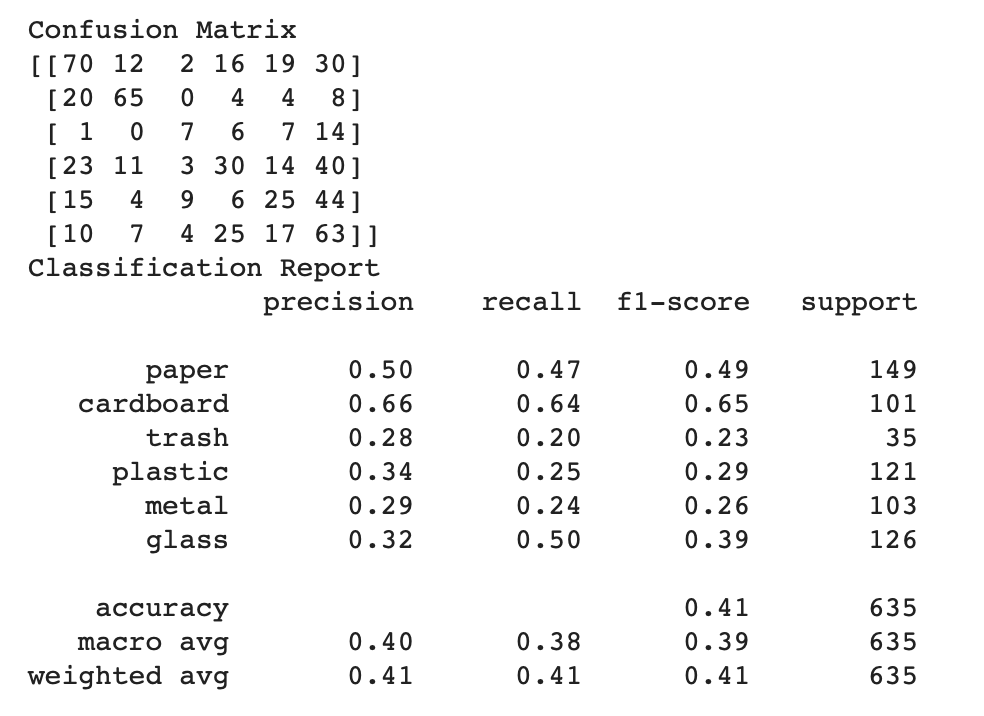 Confusion Matrix
[[70 12  2 16 19 30]
 [20 65  0  4  4  8]
 [ 1  0  7  6  7 14]
 [23 11  3 30 14 40]
 [15  4  9  6 25 44]
 [10  7  4 25 17 63]]
Classification Report
              precision    recall  f1-score   support

       paper       0.50      0.47      0.49       149
   cardboard       0.66      0.64      0.65       101
       trash       0.28      0.20      0.23        35
     plastic       0.34      0.25      0.29       121
       metal       0.29      0.24      0.26       103
       glass       0.32      0.50      0.39       126

    accuracy                           0.41       635
   macro avg       0.40      0.38      0.39       635
weighted avg       0.41      0.41      0.41       635